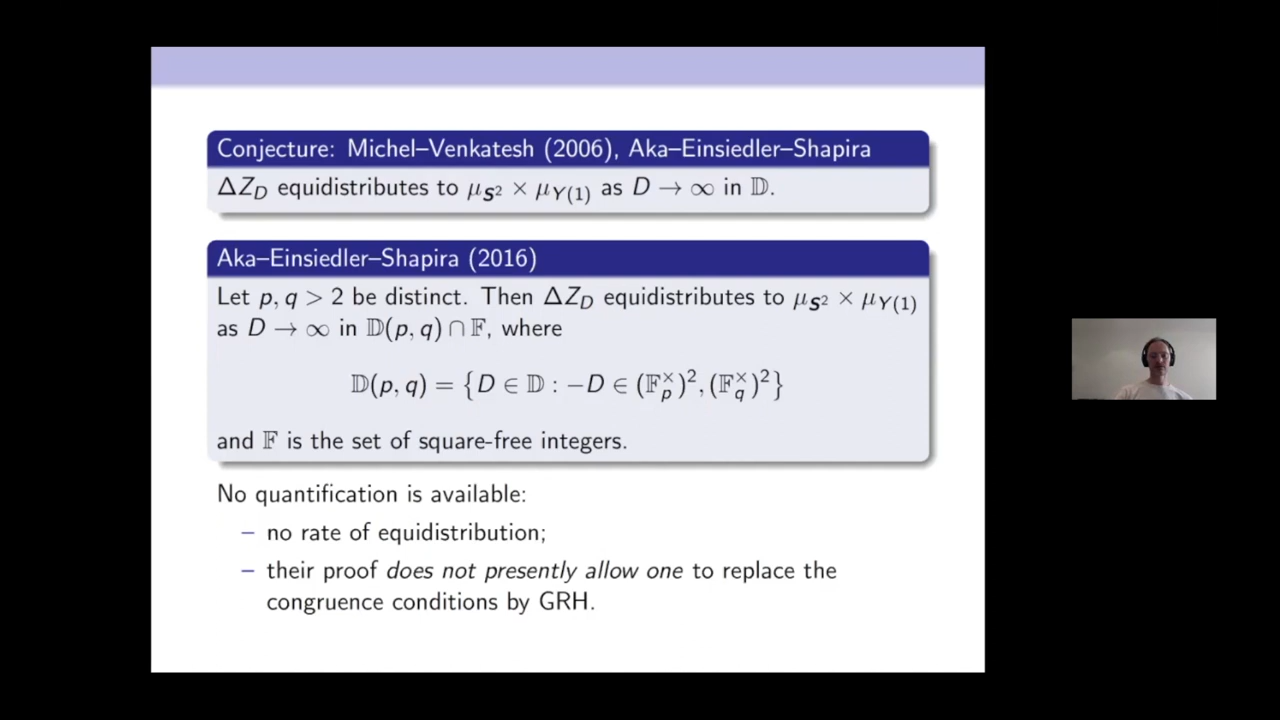 Conjecture: Michel–Venkatesh (2006), Aka–Einsiedler–Shapira
ΔZ_D equidistributes to μ_{S²} × μ_{Y(1)} as D → ∞ in 𝔻.
Aka–Einsiedler–Shapira (2016)
Let p, q > 2 be distinct. Then ΔZ_D equidistributes to μ_{S²} × μ_{Y(1)}
as D → ∞ in 𝔻(p, q) ∩ 𝔽, where
𝔻(p, q) = {D ∈ 𝔻 : −D ∈ (𝔽_p^×)², (𝔽_q^×)²}
and 𝔽 is the set of square-free integers.
No quantification is available:
– no rate of equidistribution;
– their proof does not presently allow one to replace the
congruence conditions by GRH.